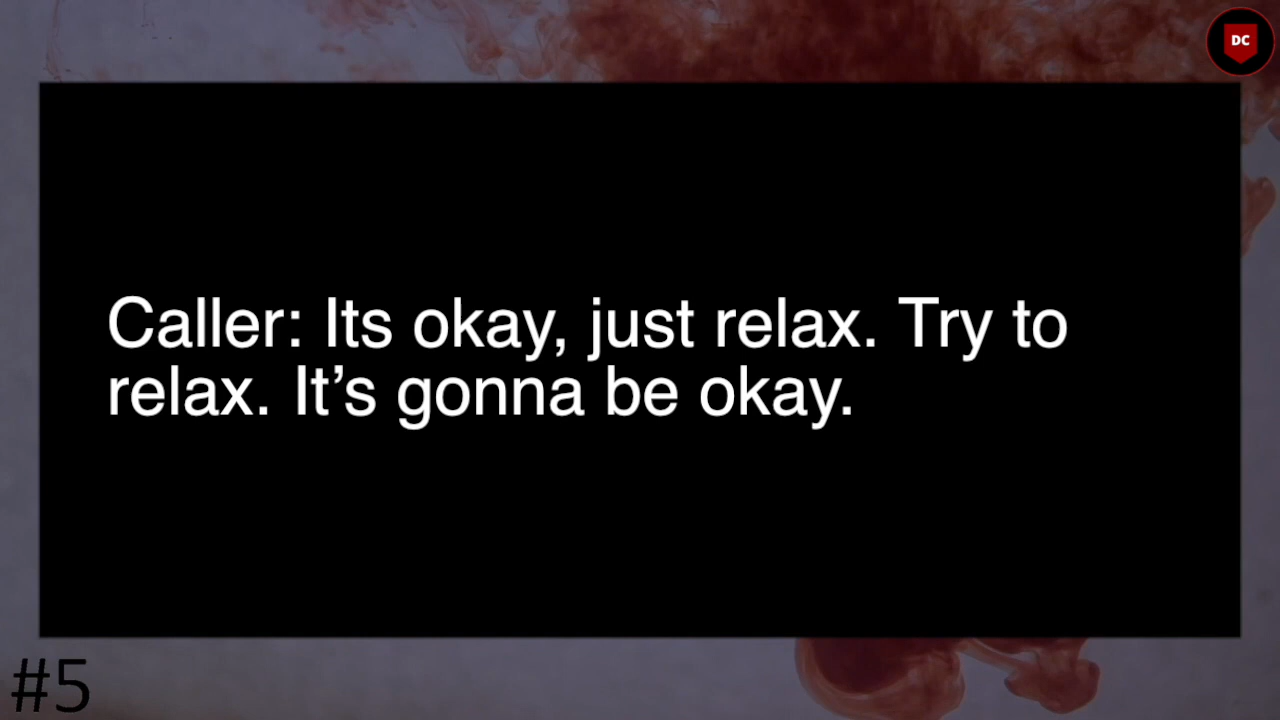 DC
Caller: Its okay, just relax. Try to
relax. It’s gonna be okay.
#5